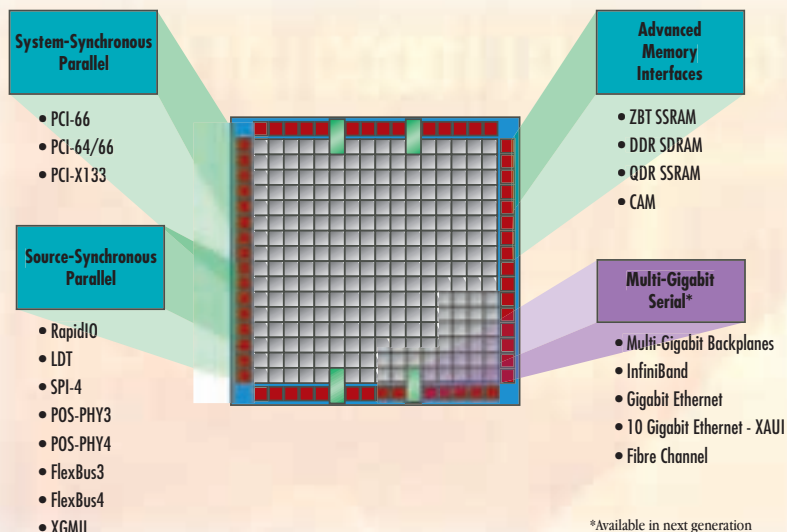 System-Synchronous
Parallel
• PCI-66
• PCI-64/66
• PCI-X133
Source-Synchronous
Parallel
• RapidIO
• LDT
• SPI-4
• POS-PHY3
• POS-PHY4
• FlexBus3
• FlexBus4
• XGMII
Advanced
Memory
Interfaces
• ZBT SSRAM
• DDR SDRAM
• QDR SSRAM
• CAM
Multi-Gigabit
Serial*
• Multi-Gigabit Backplanes
• InfiniBand
• Gigabit Ethernet
• 10 Gigabit Ethernet - XAUI
• Fibre Channel
*Available in next generation